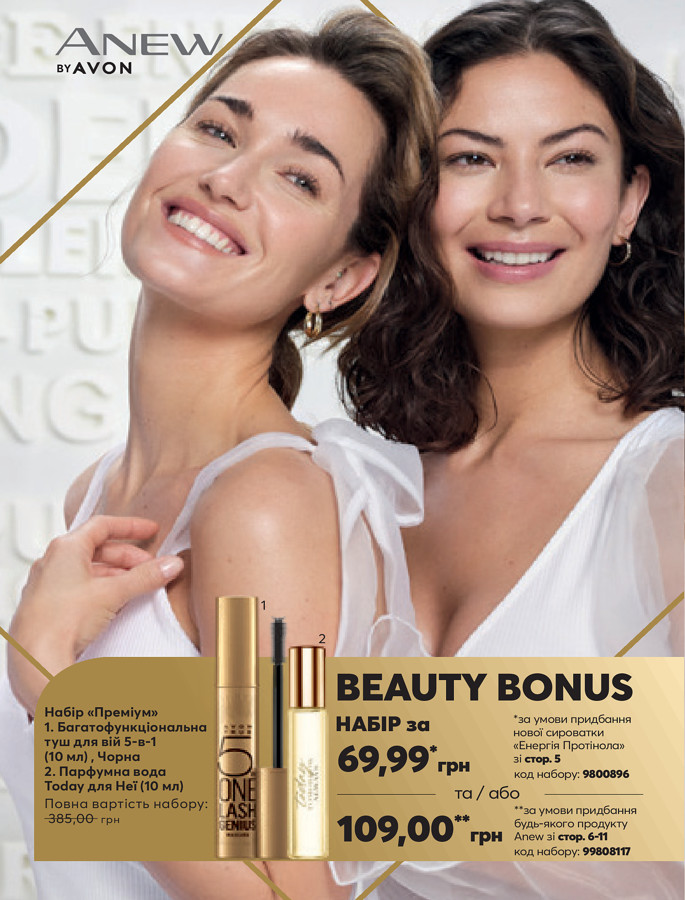 ANEW
BY AVON
1
2
Набір «Преміум»
1. Багатофункціональна
туш для вій 5-в-1
(10 мл) , Чорна
2. Парфумна вода
Today для Неї (10 мл)
Повна вартість набору:
385,00 грн
5
ONE
LASH
GENIUS
today
BEAUTY BONUS
НАБІР за
69,99* грн
*за умови придбання
нової сироватки
«Енергія Протінола»
зі стор. 5
код набору: 9800896
та / або
109,00** грн
**за умови придбання
будь-якого продукту
Anew зі стор. 6-11
код набору: 99808117